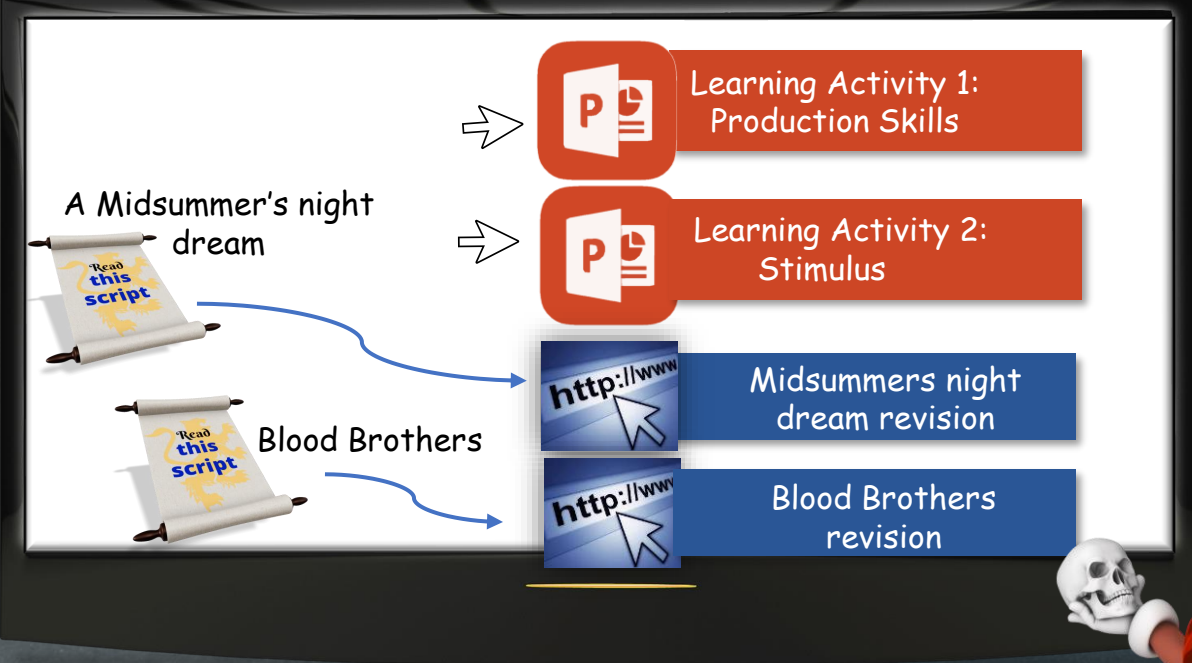 P
Learning Activity 1:
Production Skills
A Midsummer's night
dream
Read
this
script
P
Learning Activity 2:
Stimulus
http://www
Midsummers night
dream revision
Read
this
script
Blood Brothers
http://www
Blood Brothers
revision